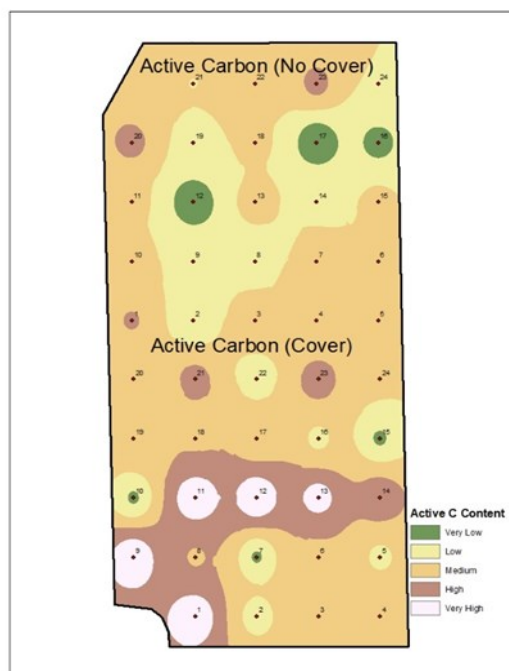 Active Carbon (No Cover)
21 22 23 24
20 19 18 17 16
11 12 13 14 15
10 9 8 7 6
1 2 3 4 5
Active Carbon (Cover)
20 21 22 23 24
19 18 17 16 15
10 11 12 13 14
9 8 7 6 5
1 2 3 4
Active C Content
Very Low
Low
Medium
High
Very High